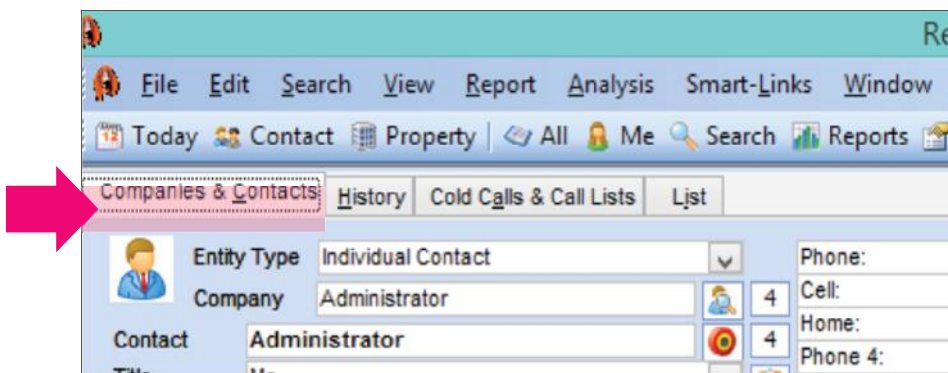 Re
File Edit Search View Report Analysis Smart-Links Window
12 Today Contact Property All Me Search Reports
Companies & Contacts History Cold Calls & Call Lists List
Entity Type Individual Contact Phone:
Company Administrator 4 Cell:
Contact Administrator 4 Home:
Phone 4: